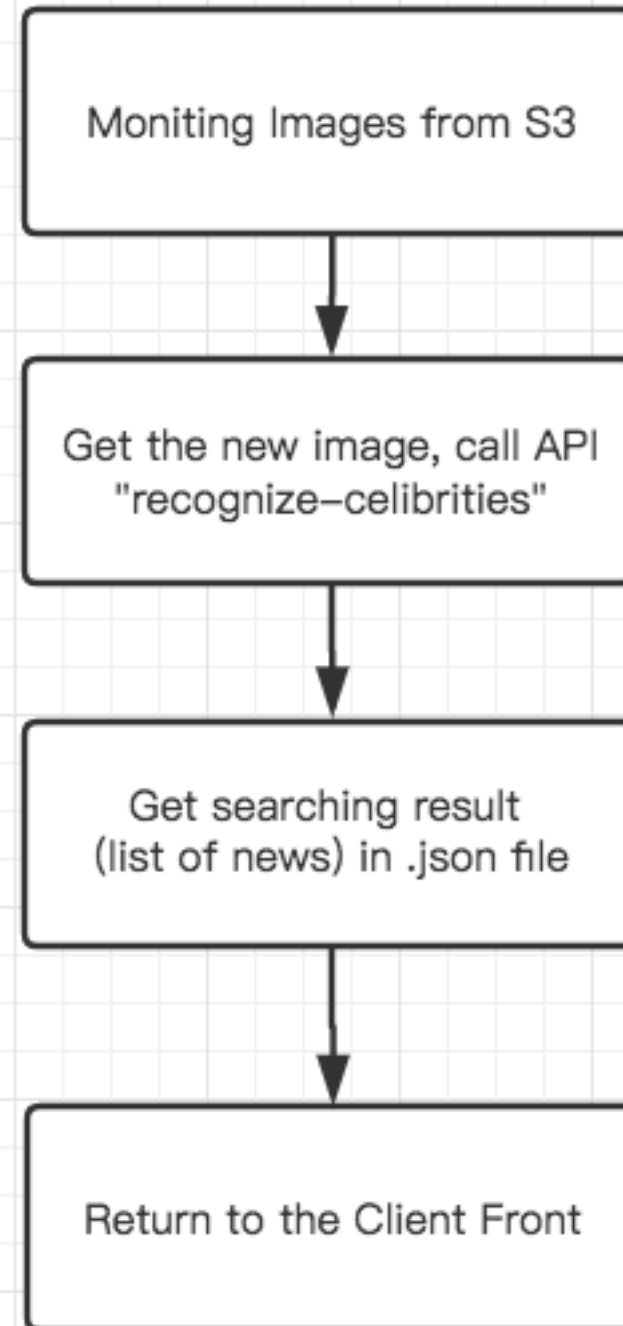 Moniting Images from S3
Get the new image, call API
"recognize-celibrities"
Get searching result
(list of news) in .json file
Return to the Client Front